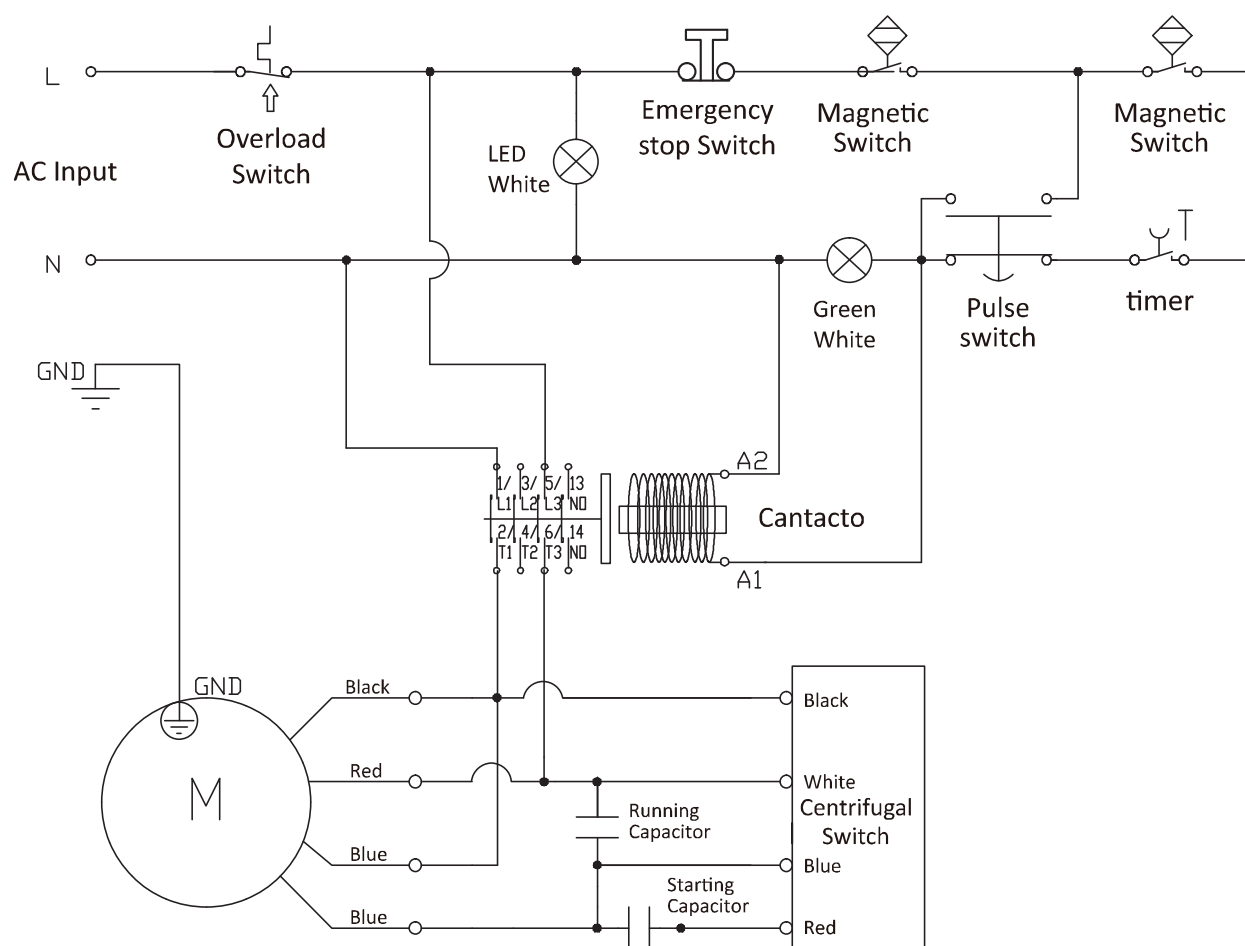 L
Overload
Switch
Emergency
stop Switch
Magnetic
Switch
Magnetic
Switch
AC Input
LED
White
N
Green
White
Pulse
switch
T
timer
GND
A2
1/ 3/ 5/ 13
L1 L2 L3 NO
2/ 4/ 6/ 14
T1 T2 T3 NO
Cantacto
A1
GND
M
Black
Red
Blue
Blue
Running
Capacitor
Starting
Capacitor
Black
White
Centrifugal
Switch
Blue
Red